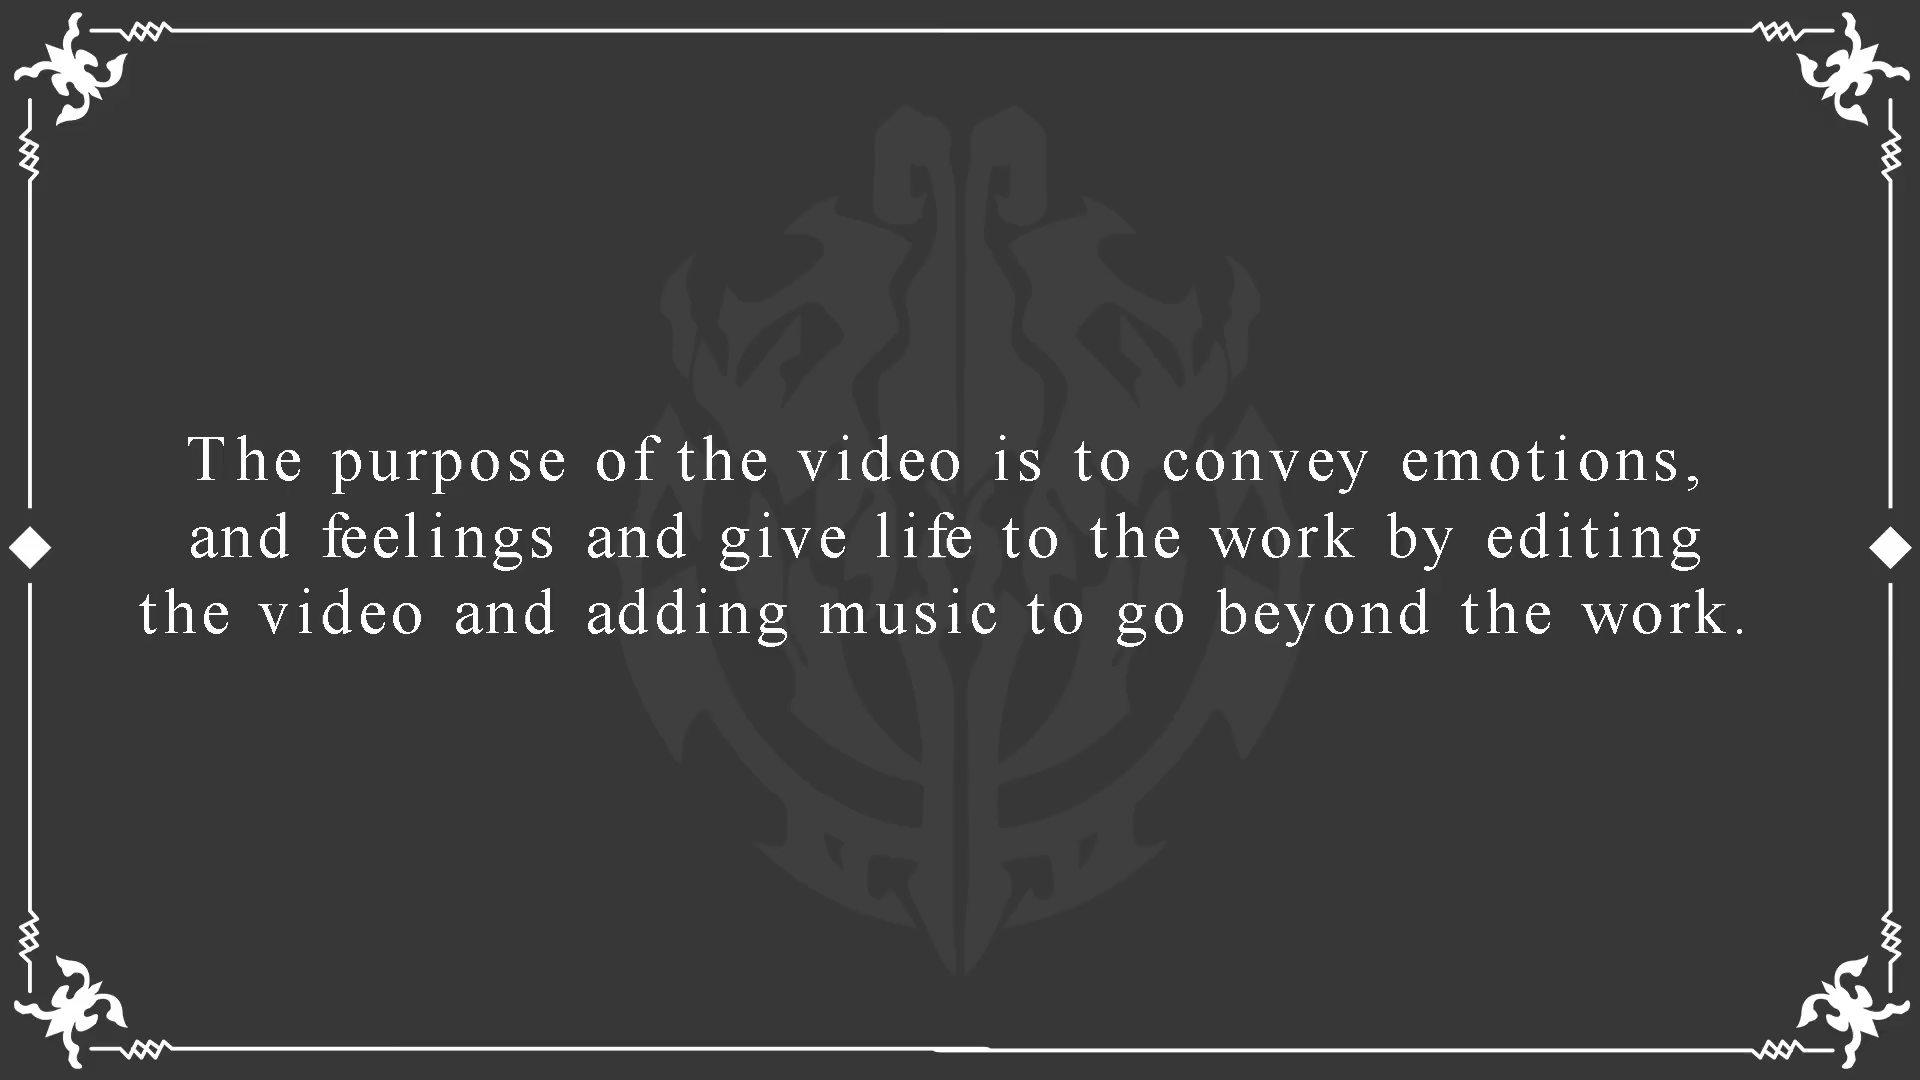 The purpose of the video is to convey emotions,
and feelings and give life to the work by editing
the video and adding music to go beyond the work.